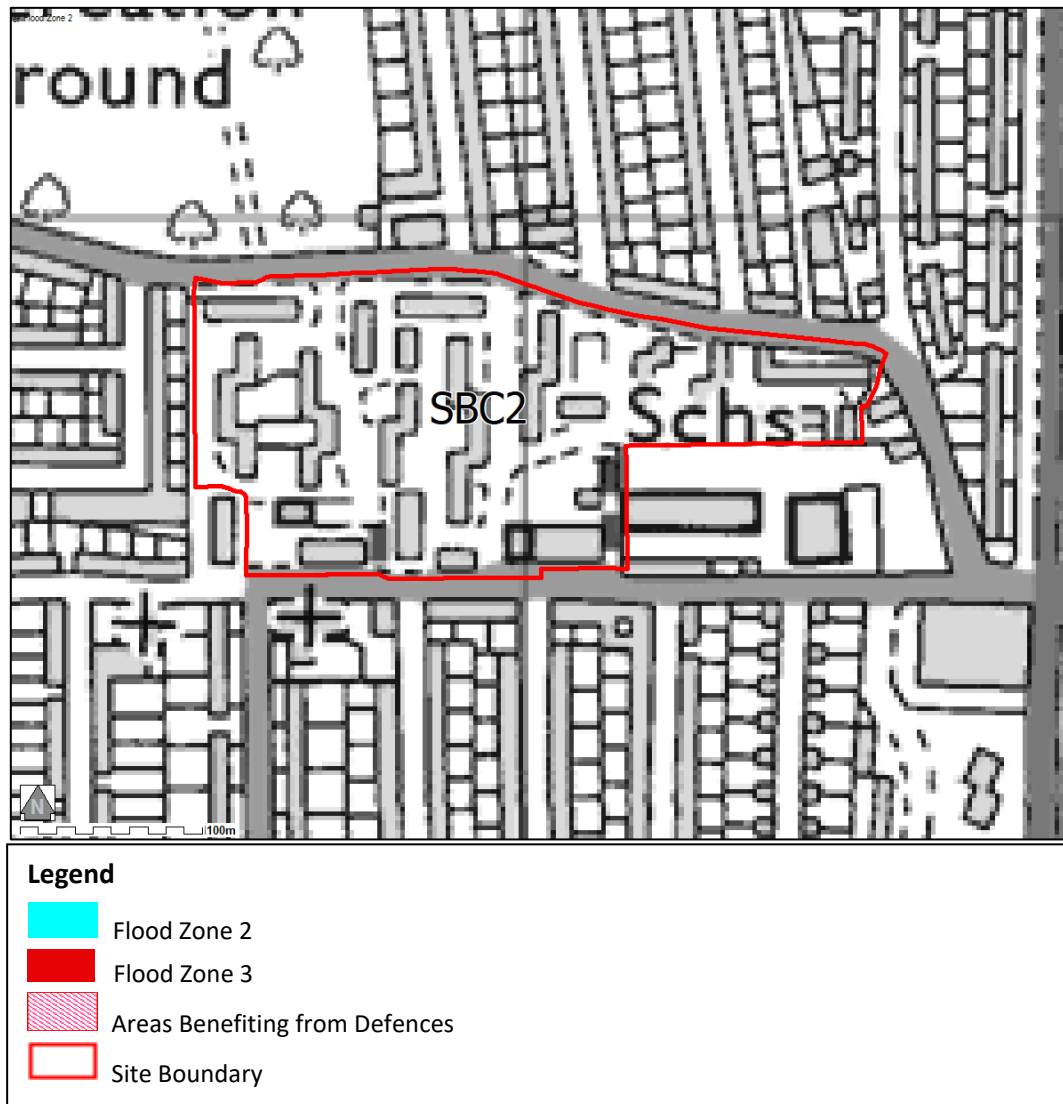 Flood Zone 2
round
SBC2
Schs
N
100m
Legend
Flood Zone 2
Flood Zone 3
Areas Benefiting from Defences
Site Boundary